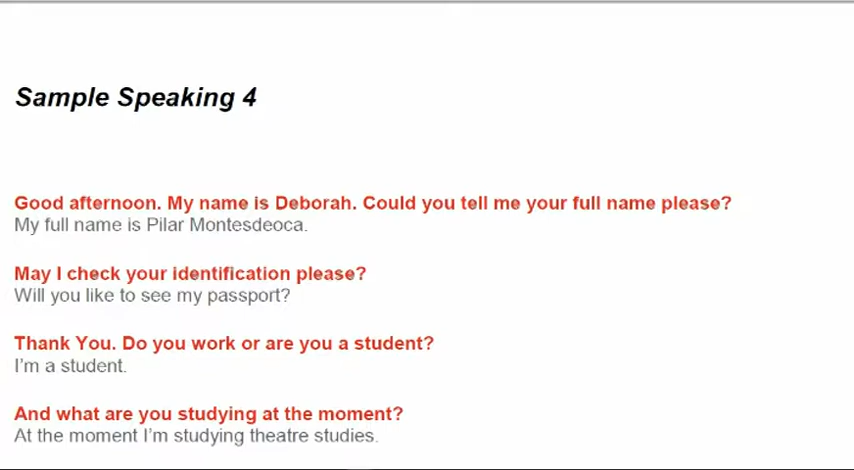 Sample Speaking 4
Good afternoon. My name is Deborah. Could you tell me your full name please?
My full name is Pilar Montesdeoca.
May I check your identification please?
Will you like to see my passport?
Thank You. Do you work or are you a student?
I'm a student.
And what are you studying at the moment?
At the moment I'm studying theatre studies.